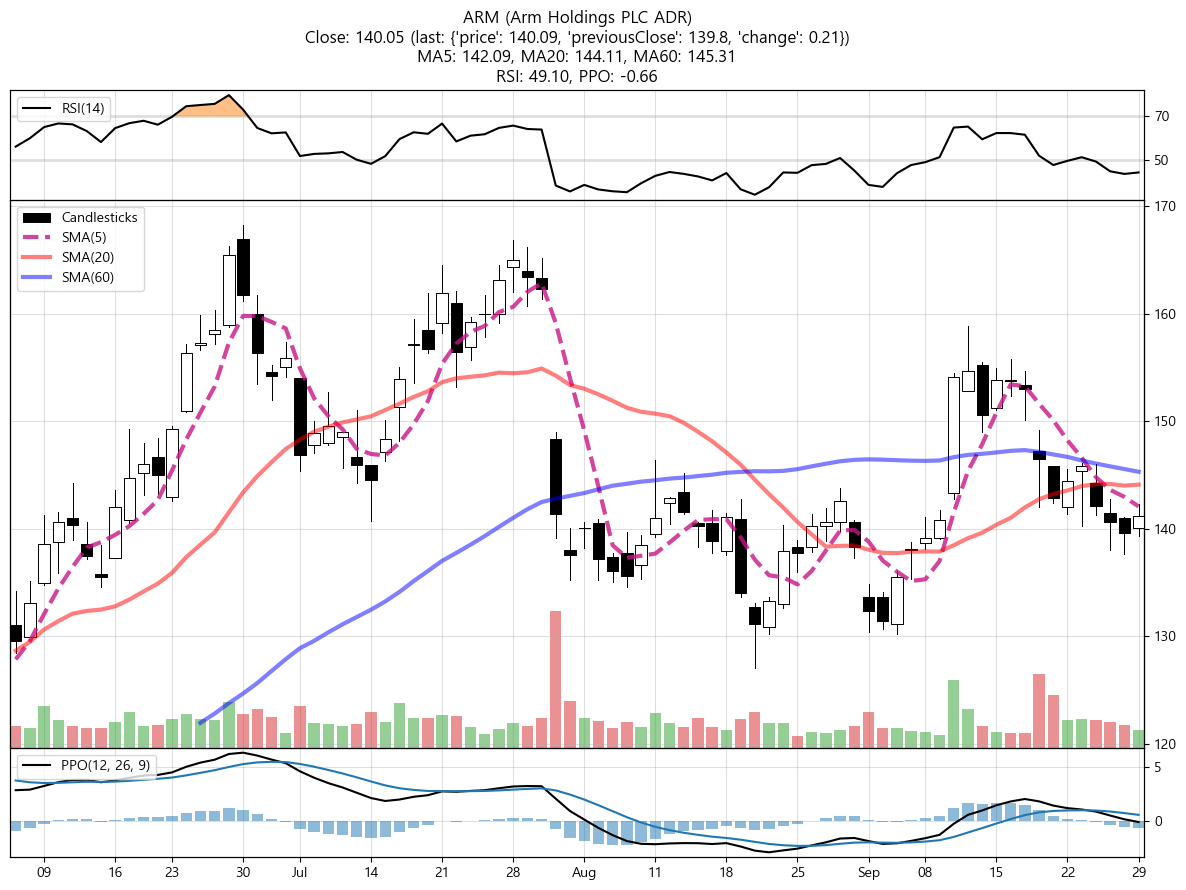 ARM (Arm Holdings PLC ADR)
Close: 140.05 (last: {'price': 140.09, 'previousClose': 139.8, 'change': 0.21})
MA5: 142.09, MA20: 144.11, MA60: 145.31
RSI: 49.10, PPO: -0.66
RSI(14)
70
50
Candlesticks
SMA(5)
SMA(20)
SMA(60)
170
160
150
140
130
120
PPO(12, 26, 9)
5
0
09 16 23 30 Jul 14 21 28 Aug 11 18 25 Sep 08 15 22 29